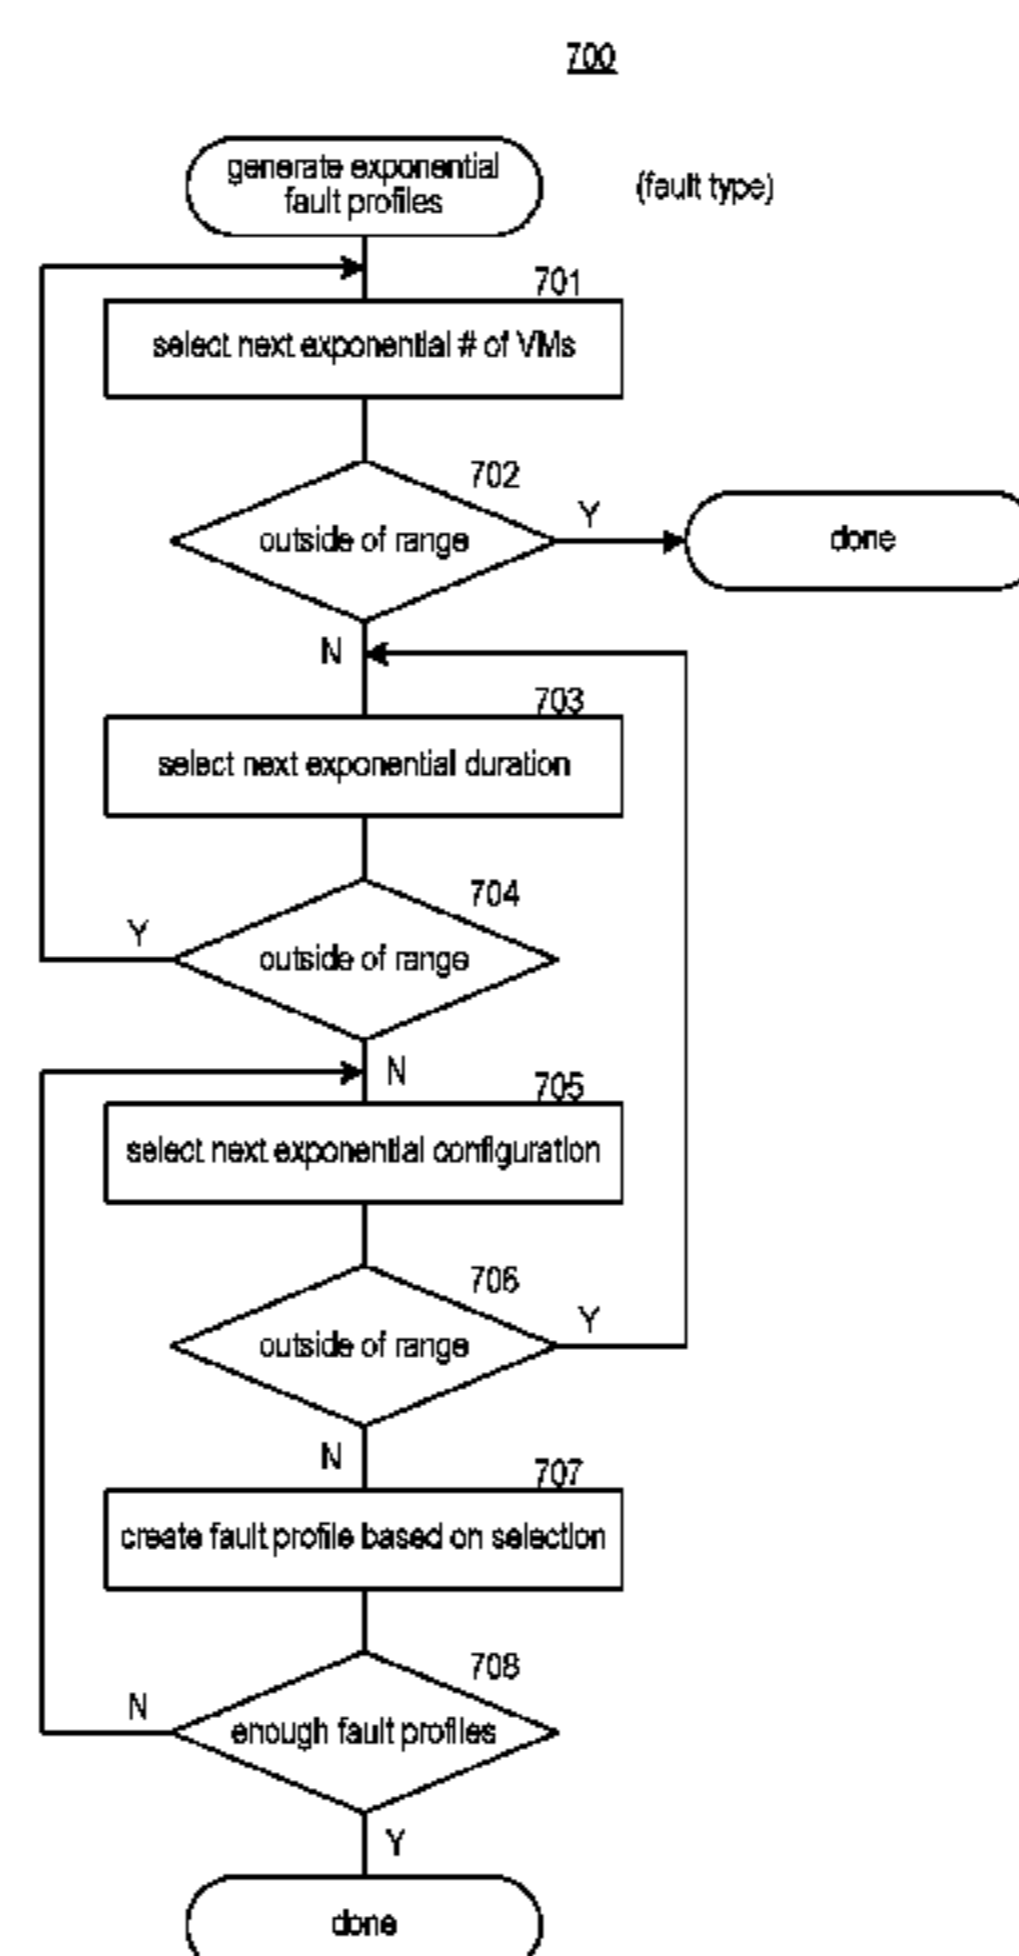 700
generate exponential
fault profiles
(fault type)
701
select next exponential # of VMs
702
outside of range
Y
done
N
703
select next exponential duration
704
Y
outside of range
N
705
select next exponential configuration
706
outside of range
Y
N
707
create fault profile based on selection
708
N
enough fault profiles
Y
done